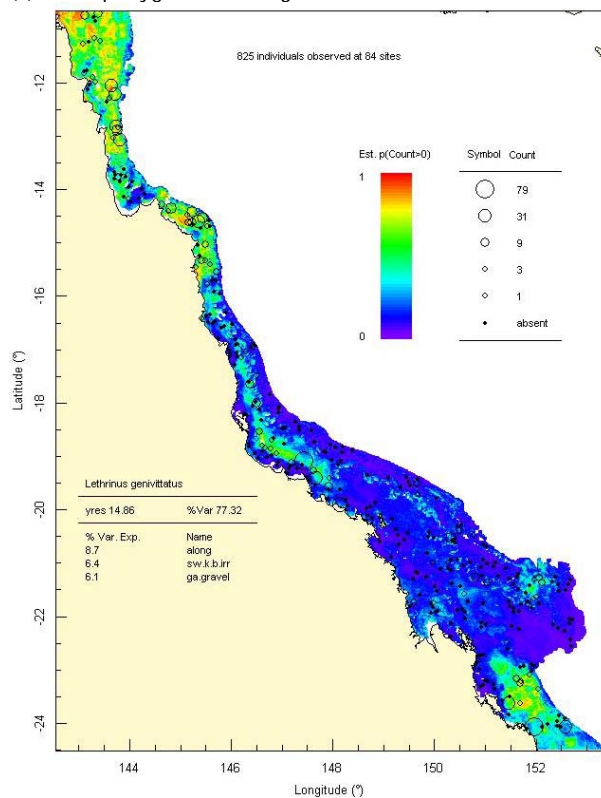 825 individuals observed at 84 sites
Est. p(Count>0)
1
0
Symbol Count
79
31
9
3
1
absent
-12
-14
-16
-18
-20
-22
-24
Latitude (°)
Lethrinus genivittatus
yres 14.86 %Var 77.32
% Var. Exp. Name
8.7 along
6.4 sw.k.b.irr
6.1 ga.gravel
144 146 148 150 152
Longitude (°)